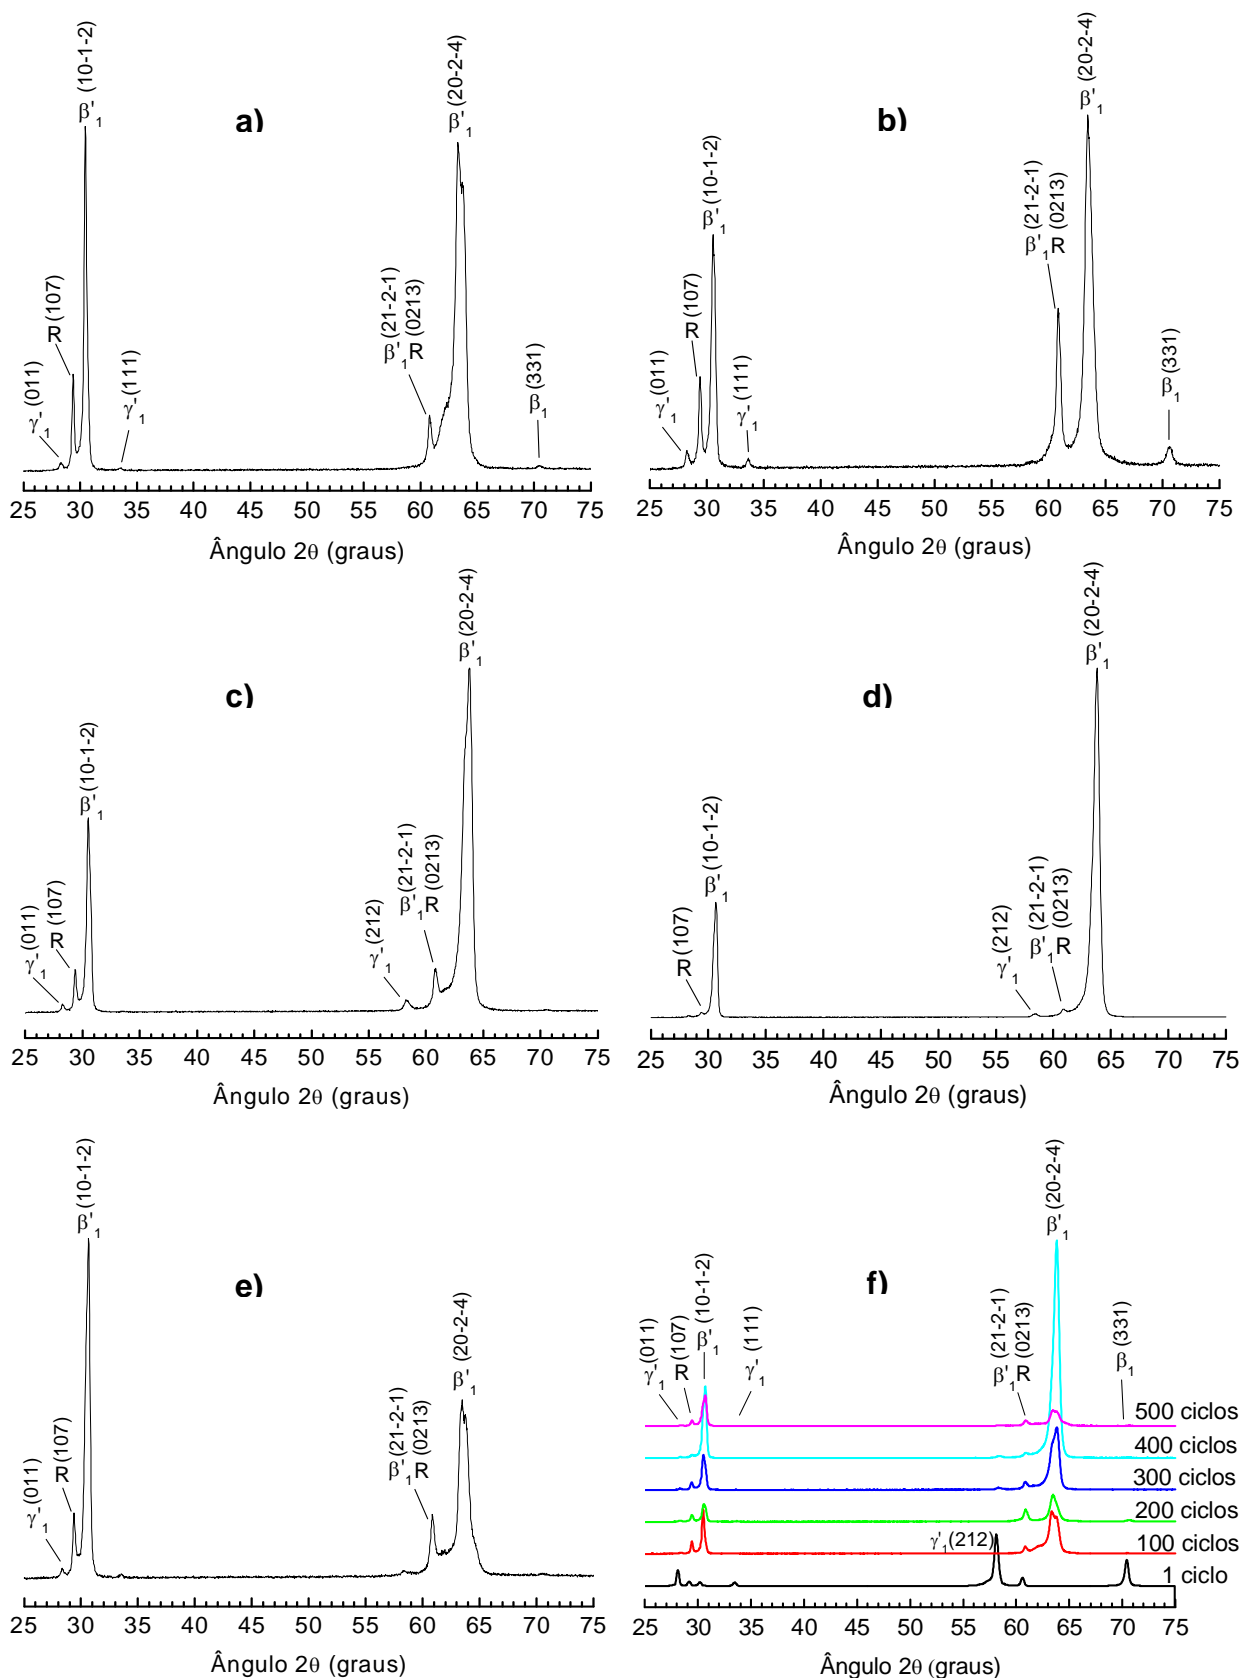 a)
γ'₁(011)
R(107)
β'₁(10-1-2)
γ'₁(111)
β'₁(21-2-1)
R(0213)
β'₁(20-2-4)
β₁(331)
25 30 35 40 45 50 55 60 65 70 75
Ângulo 2θ (graus)
b)
γ'₁(011)
R(107)
β'₁(10-1-2)
γ'₁(111)
β'₁(21-2-1)
R(0213)
β'₁(20-2-4)
β₁(331)
25 30 35 40 45 50 55 60 65 70 75
Ângulo 2θ (graus)
c)
γ'₁(011)
R(107)
β'₁(10-1-2)
γ'₁(212)
β'₁(21-2-1)
R(0213)
β'₁(20-2-4)
25 30 35 40 45 50 55 60 65 70 75
Ângulo 2θ (graus)
d)
R(107)
β'₁(10-1-2)
γ'₁(212)
β'₁(21-2-1)
R(0213)
β'₁(20-2-4)
25 30 35 40 45 50 55 60 65 70 75
Ângulo 2θ (graus)
e)
γ'₁(011)
R(107)
β'₁(10-1-2)
β'₁(21-2-1)
R(0213)
β'₁(20-2-4)
25 30 35 40 45 50 55 60 65 70 75
Ângulo 2θ (graus)
f)
γ'₁(011)
R(107)
β'₁(10-1-2)
γ'₁(111)
β'₁(21-2-1)
R(0213)
β'₁(20-2-4)
β₁(331)
500 ciclos
400 ciclos
300 ciclos
200 ciclos
γ'₁(212)
100 ciclos
1 ciclo
25 30 35 40 45 50 55 60 65 70 75
Ângulo 2θ (graus)